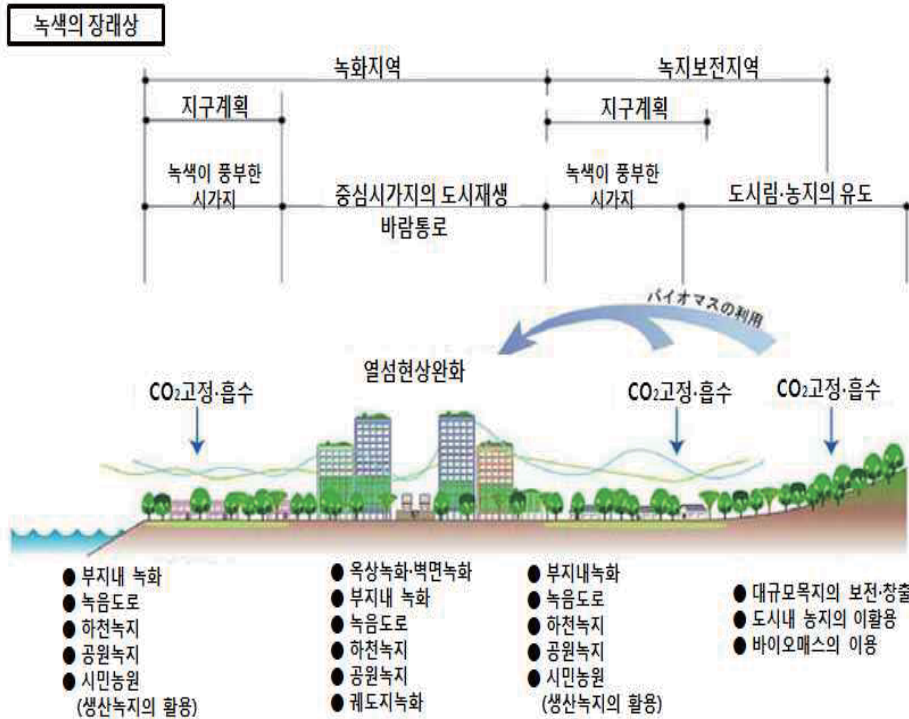 녹색의 장래상
녹화지역
녹지보전지역
지구계획
지구계획
녹색이 풍부한
시가지
중심시가지의 도시재생
바람통로
녹색이 풍부한
시가지
도시림·농지의 유도
バイオマスの利用
열섬현상완화
CO₂고정·흡수
CO₂고정·흡수
CO₂고정·흡수
● 부지내 녹화
● 녹음도로
● 하천녹지
● 공원녹지
● 시민농원
(생산녹지의 활용)
● 옥상녹화·벽면녹화
● 부지내 녹화
● 녹음도로
● 하천녹지
● 공원녹지
● 궤도지녹화
● 부지내녹화
● 녹음도로
● 하천녹지
● 공원녹지
● 시민농원
(생산녹지의 활용)
● 대규모목지의 보전·창출
● 도시내 농지의 이활용
● 바이오매스의 이용